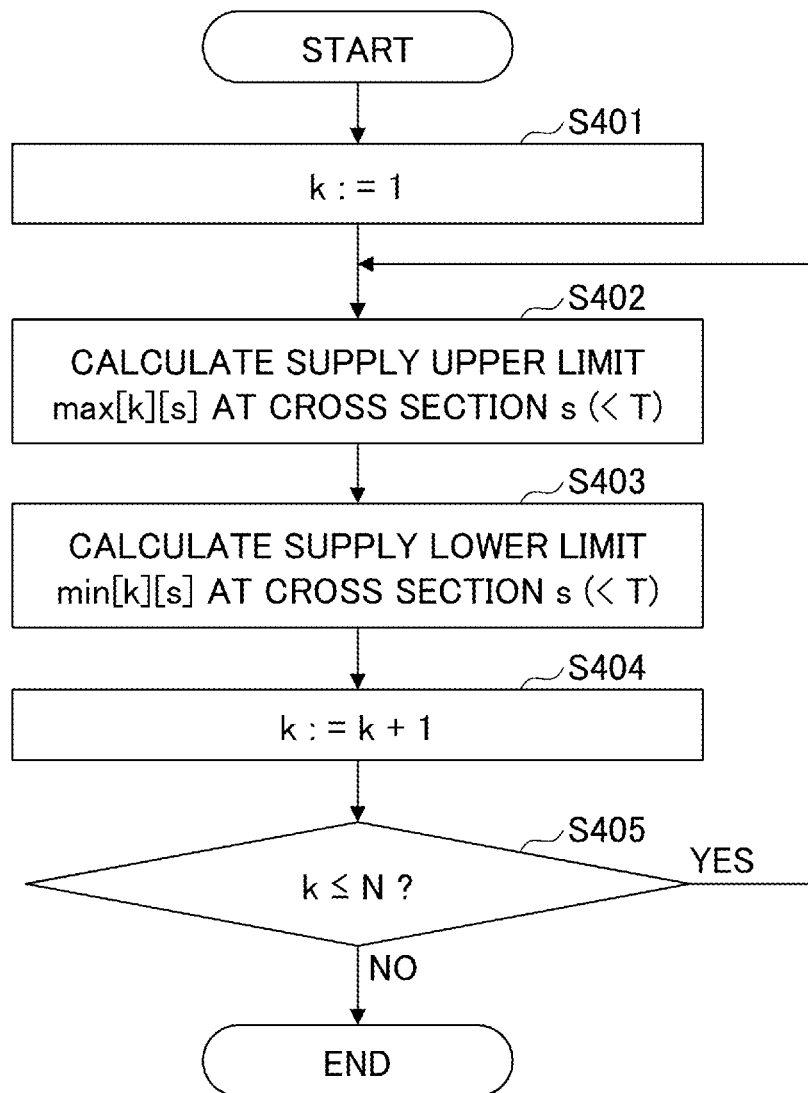 START
S401
k : = 1
S402
CALCULATE SUPPLY UPPER LIMIT
max[k][s] AT CROSS SECTION s (< T)
S403
CALCULATE SUPPLY LOWER LIMIT
min[k][s] AT CROSS SECTION s (< T)
S404
k : = k + 1
S405
k ≤ N ?
YES
NO
END